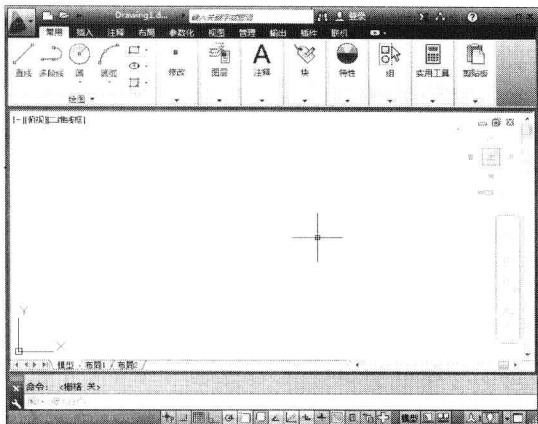 Drawing1.d... 键入关键字或短语 登录
常用 插入 注释 布局 参数化 视图 管理 输出 插件 联机
直线 多段线 圆 圆弧 修改 图层 注释 块 特性 组 实用工具 剪贴板
绘图
[-][俯视][二维线框]
Y
X
模型 布局1 布局2
命令: <栅格 关>
模型